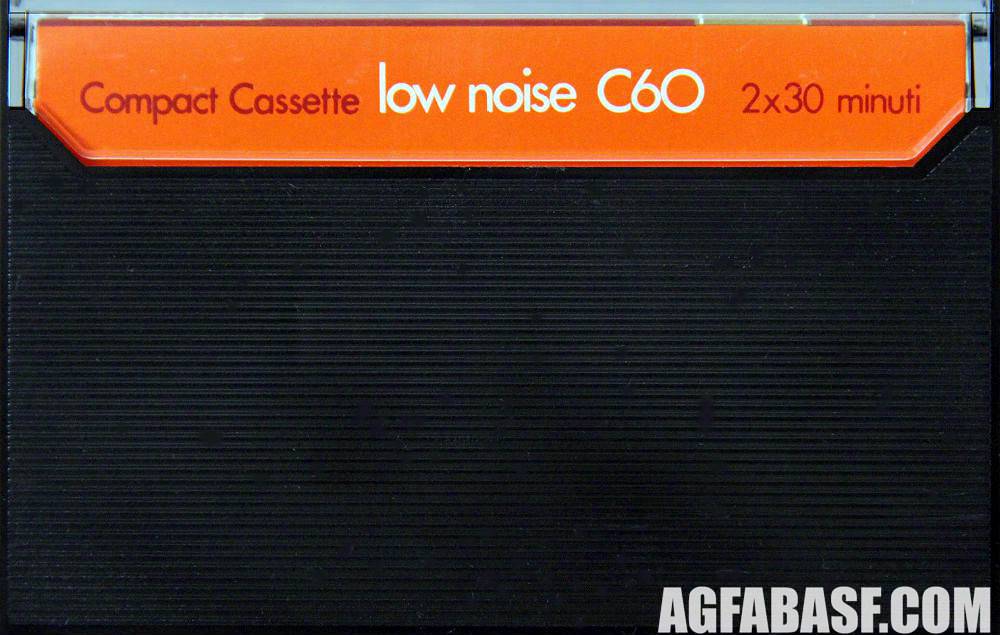 Compact Cassette low noise C60 2x30 minuti
AGFABASF.COM